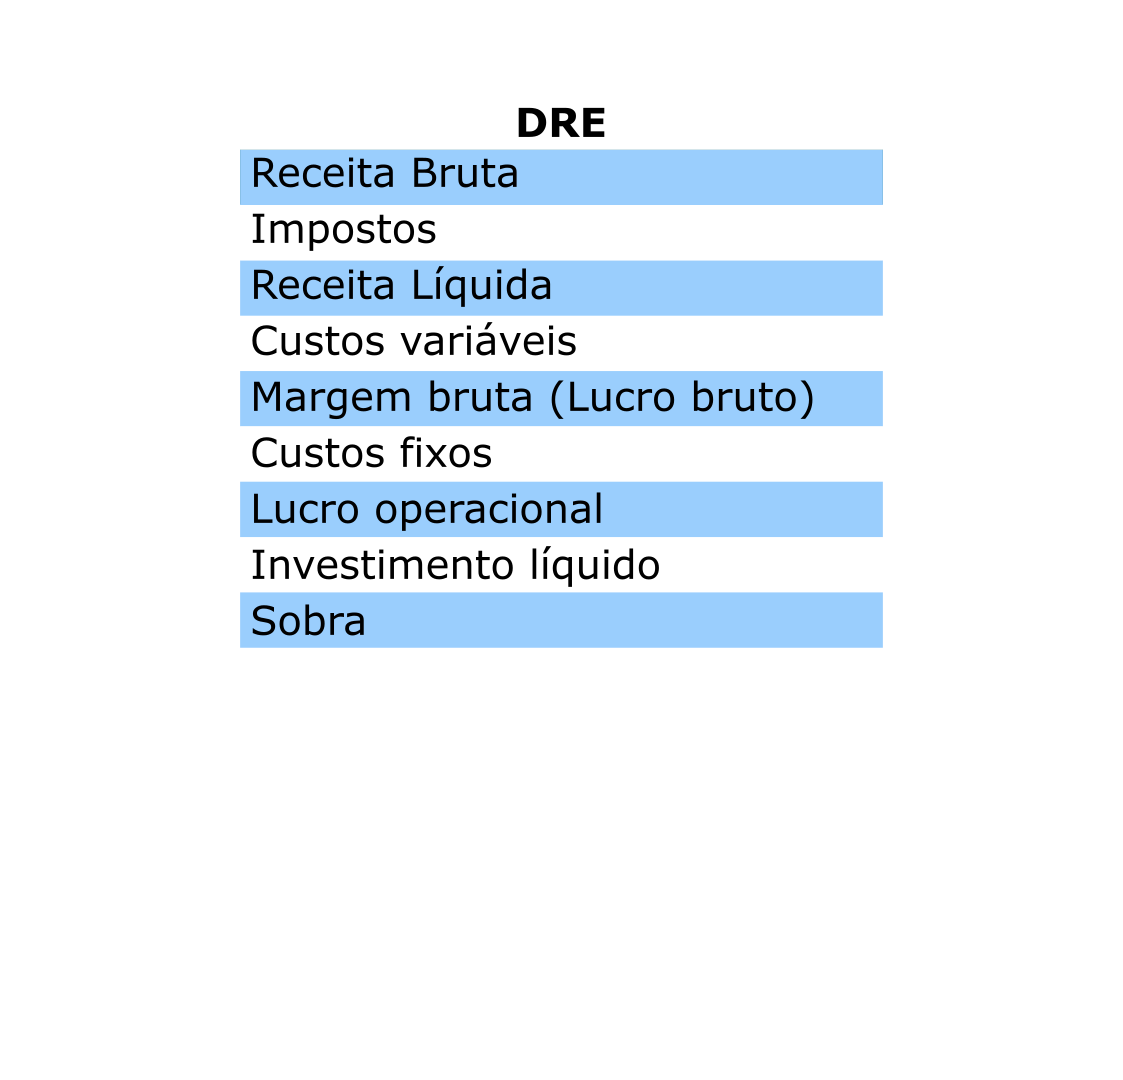 DRE
Receita Bruta
Impostos
Receita Líquida
Custos variáveis
Margem bruta (Lucro bruto)
Custos fixos
Lucro operacional
Investimento líquido
Sobra